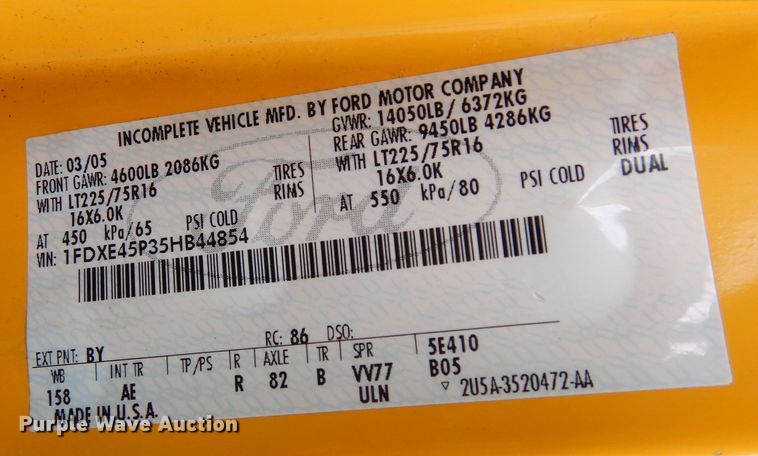 INCOMPLETE VEHICLE MFD. BY FORD MOTOR COMPANY
DATE: 03/05 GVWR: 14050LB/ 6372KG
FRONT GAWR: 4600LB 2086KG REAR GAWR: 9450LB 4286KG
WITH LT225/75R16 TIRES WITH LT225/75R16 TIRES
16X6.0K RINS 16X6.0K RINS
AT 450 kPa/65 PSI COLD AT 550 kPa/80 PSI COLD DUAL
VIN: 1FDXE45P35HB44854
Ford
RC: 86 DSO:
EXT PNT: BY
WB INT TR TP/PS R AXLE TR SPR 5E410
158 AE R 82 B VV77 B05
ULN ▽ 2U5A-3520472-AA
MADE IN U.S.A.
Purple Wave Auction